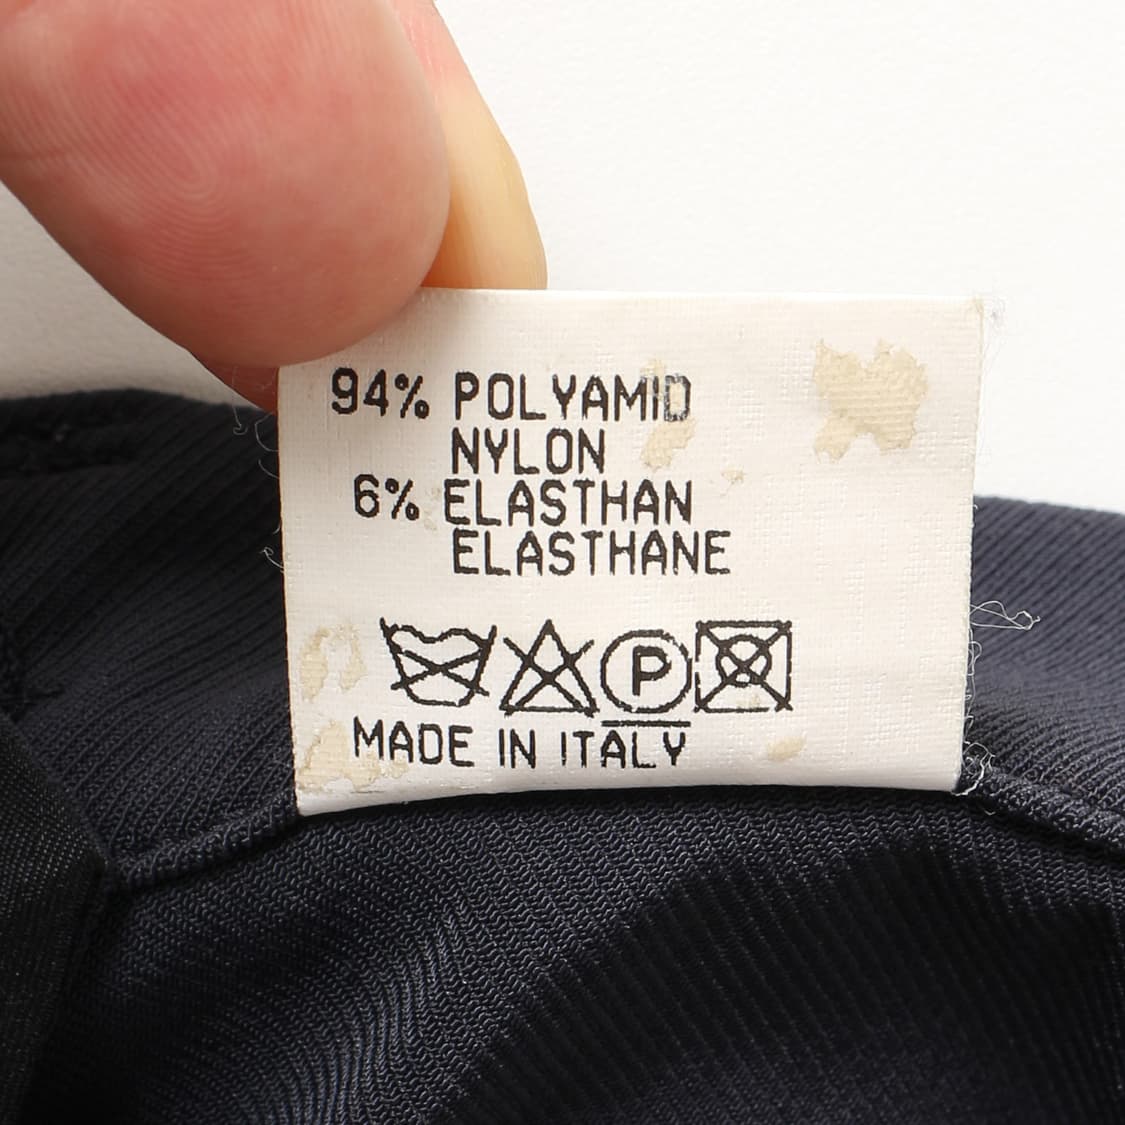 94% POLYAMID
NYLON
6% ELASTHAN
ELASTHANE
P
MADE IN ITALY